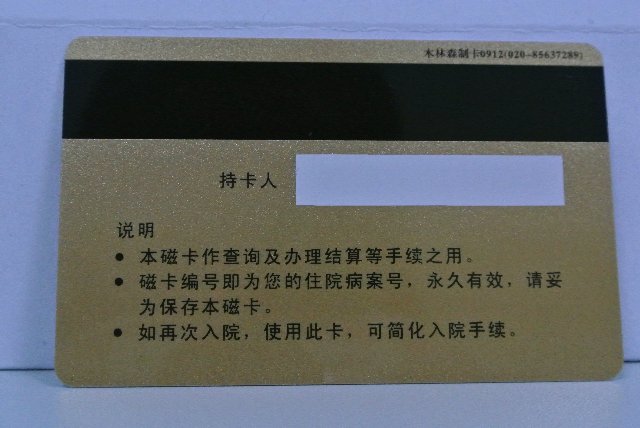 木林森制卡0912(020-85637289)
持卡人
说明
● 本磁卡作查询及办理结算等手续之用。
● 磁卡编号即为您的住院病案号，永久有效，请妥
为保存本磁卡。
● 如再次入院，使用此卡，可简化入院手续。